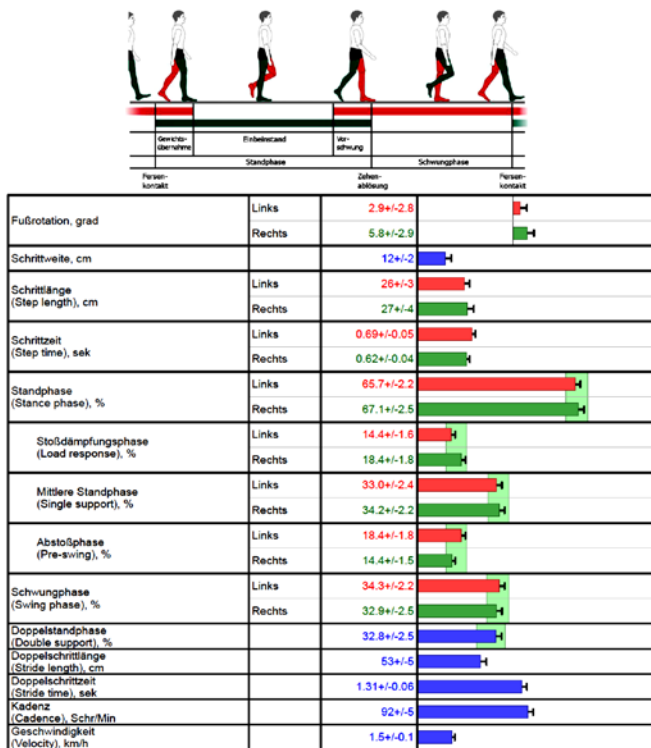 Gewichts-
übernahme
Einbeinstand
Vor-
schwung
Standphase
Schwungphase
Fersen-
kontakt
Zehen-
ablösung
Fersen-
kontakt
Fußrotation, grad
Links 2.9+/-2.8
Rechts 5.8+/-2.9
Schrittweite, cm 12+/-2
Schrittlänge
(Step length), cm
Links 26+/-3
Rechts 27+/-4
Schrittzeit
(Step time), sek
Links 0.69+/-0.05
Rechts 0.62+/-0.04
Standphase
(Stance phase), %
Links 65.7+/-2.2
Rechts 67.1+/-2.5
Stoßdämpfungsphase
(Load response), %
Links 14.4+/-1.6
Rechts 18.4+/-1.8
Mittlere Standphase
(Single support), %
Links 33.0+/-2.4
Rechts 34.2+/-2.2
Abstoßphase
(Pre-swing), %
Links 18.4+/-1.8
Rechts 14.4+/-1.5
Schwungphase
(Swing phase), %
Links 34.3+/-2.2
Rechts 32.9+/-2.5
Doppelstandphase
(Double support), %
32.8+/-2.5
Doppelschrittlänge
(Stride length), cm
53+/-5
Doppelschrittzeit
(Stride time), sek
1.31+/-0.06
Kadenz
(Cadence), Schr/Min
92+/-5
Geschwindigkeit
(Velocity), km/h
1.5+/-0.1